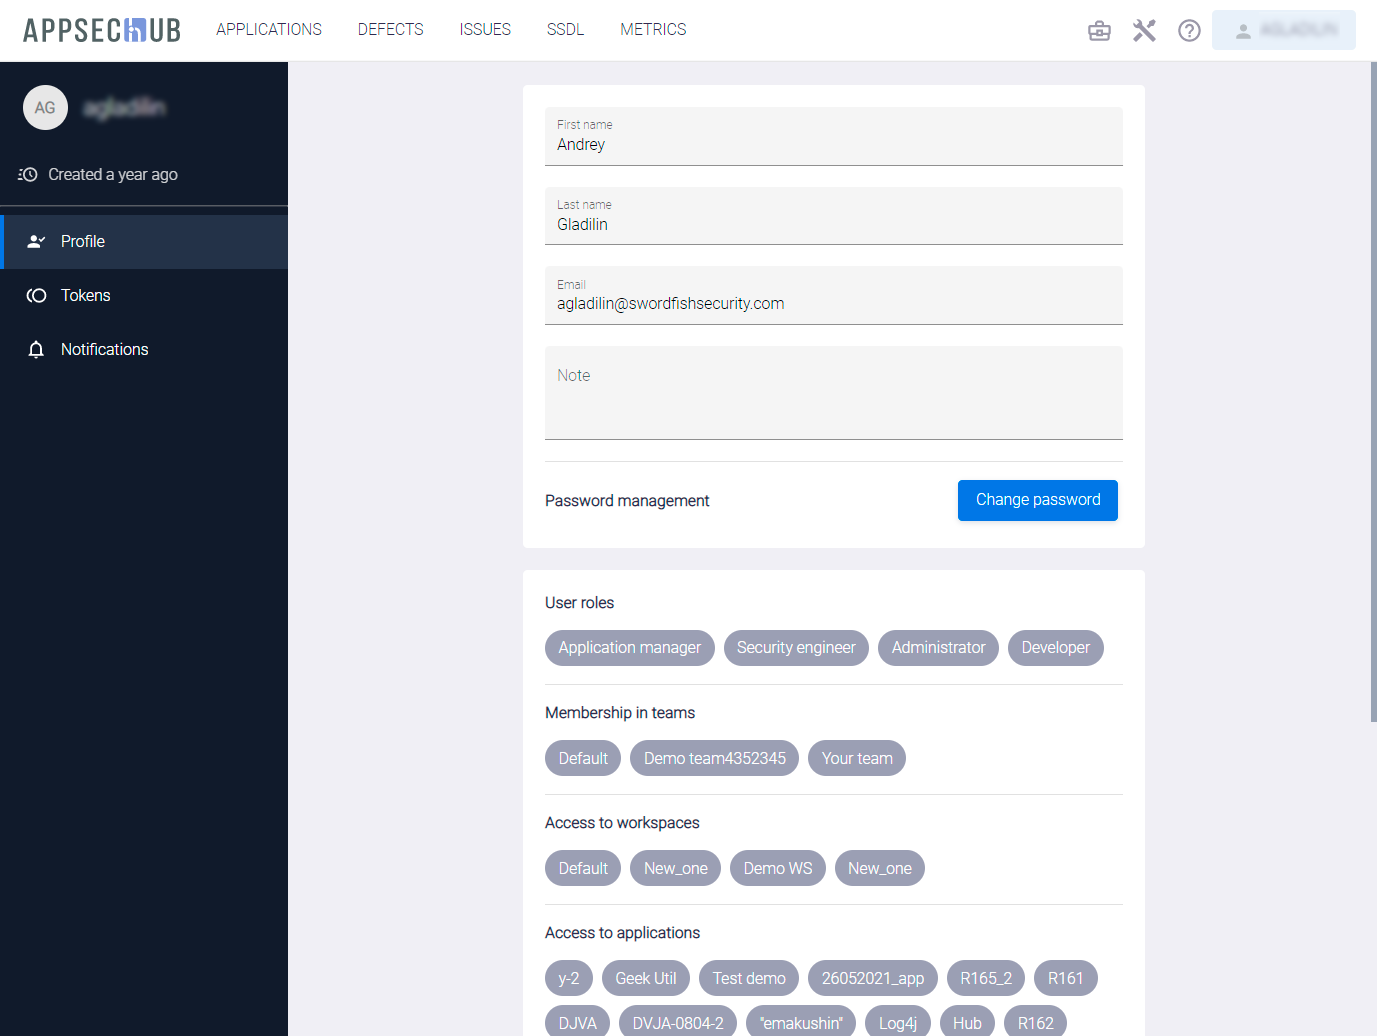 APPSECHUB APPLICATIONS DEFECTS ISSUES SSDL METRICS
AG
Created a year ago
Profile
Tokens
Notifications
First name
Andrey
Last name
Gladilin
Email
agladilin@swordfishsecurity.com
Note
Password management Change password
User roles
Application manager Security engineer Administrator Developer
Membership in teams
Default Demo team4352345 Your team
Access to workspaces
Default New_one Demo WS New_one
Access to applications
y-2 Geek Util Test demo 26052021_app R165_2 R161
DJVA DVJA-0804-2 "emakushin" Log4j Hub R162